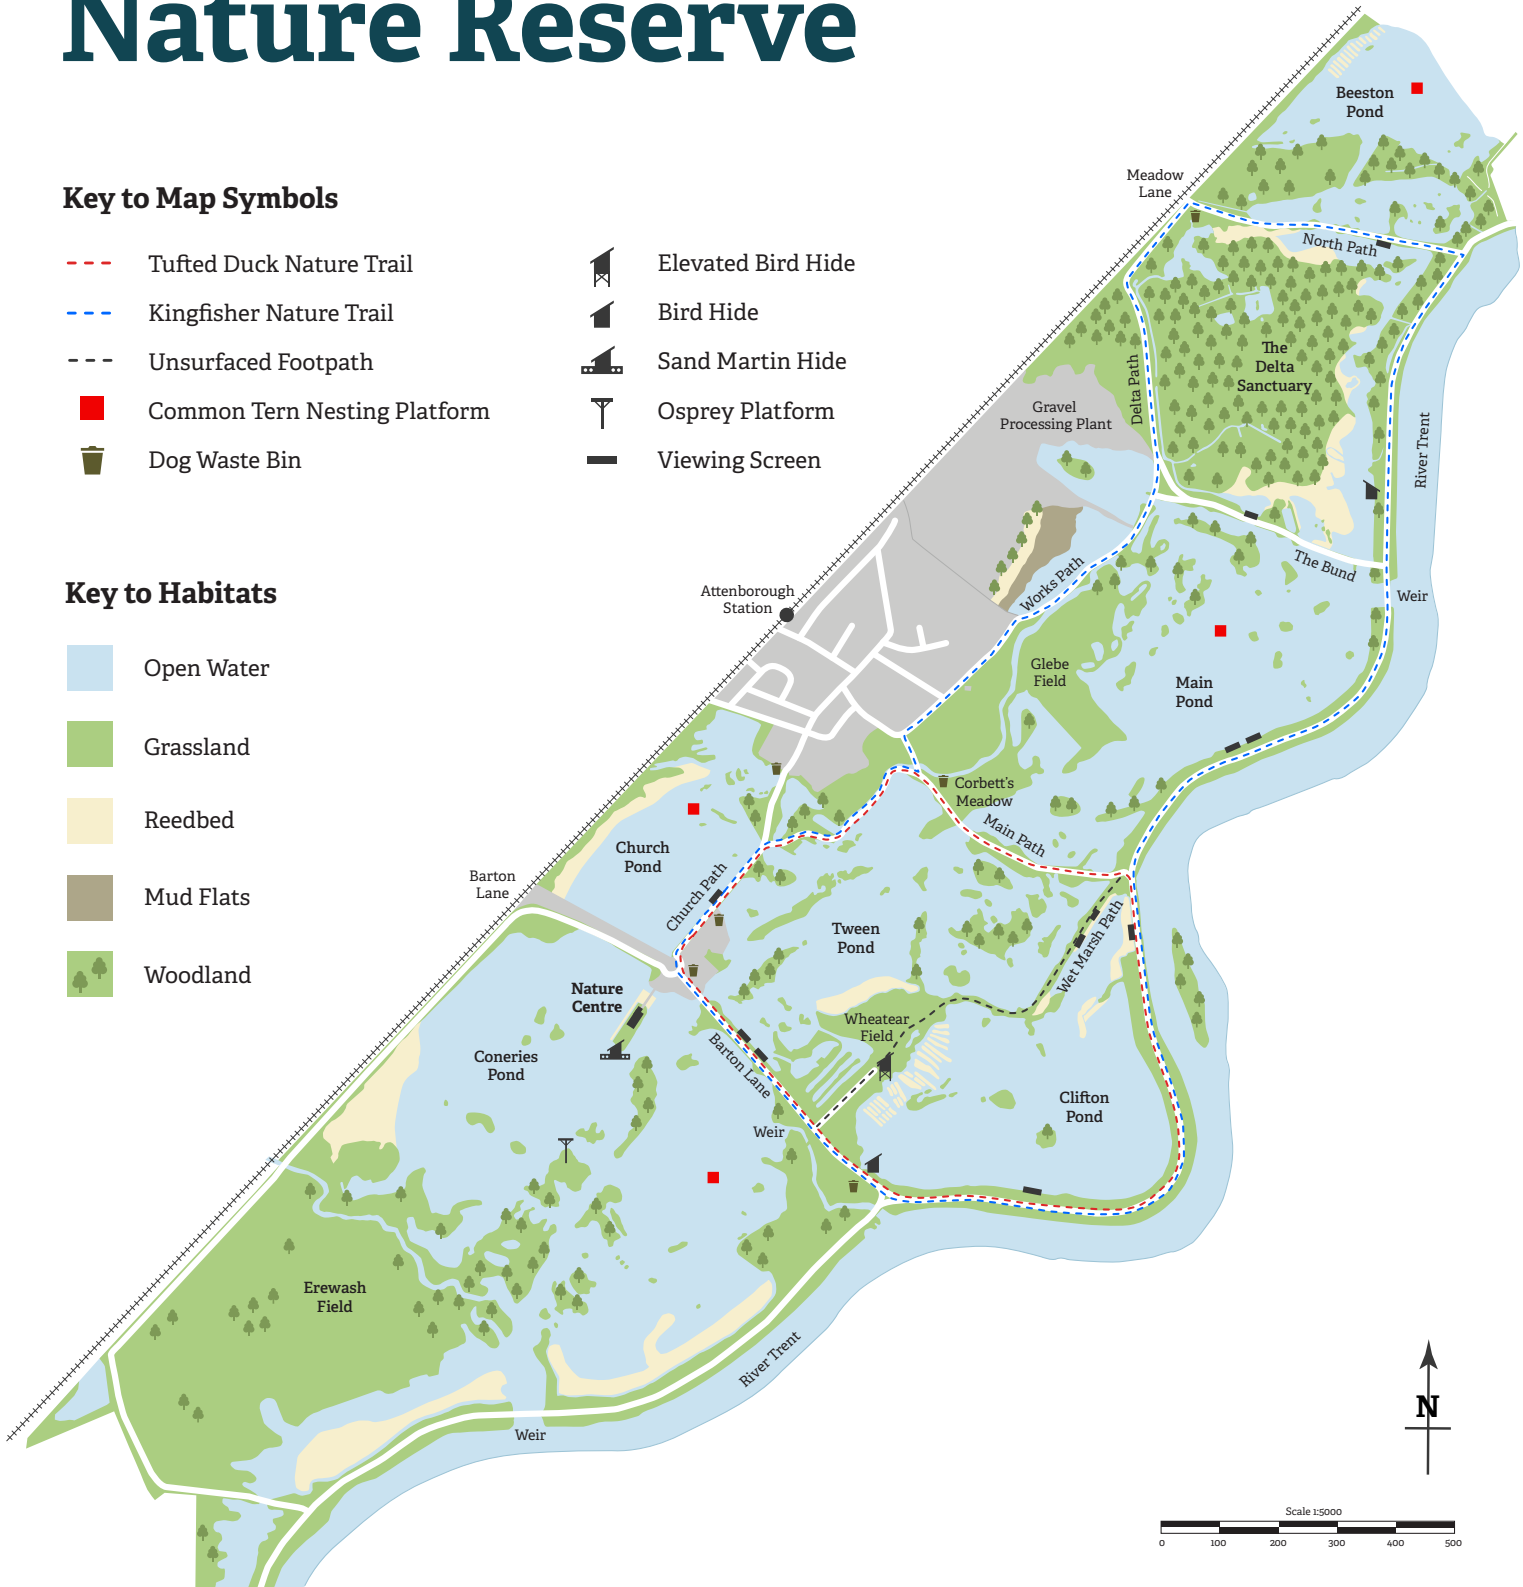 Nature Reserve
Key to Map Symbols
Tufted Duck Nature Trail
Kingfisher Nature Trail
Unsurfaced Footpath
Common Tern Nesting Platform
Dog Waste Bin
Elevated Bird Hide
Bird Hide
Sand Martin Hide
Osprey Platform
Viewing Screen
Key to Habitats
Open Water
Grassland
Reedbed
Mud Flats
Woodland
Beeston
Pond
Meadow
Lane
North Path
The
Delta
Sanctuary
Delta Path
River Trent
Gravel
Processing Plant
The Bund
Weir
Works Path
Attenborough
Station
Glebe
Field
Main
Pond
Corbett's
Meadow
Main Path
Church
Pond
Church Path
Barton
Lane
Tween
Pond
Wet Marsh Path
Nature
Centre
Wheatear
Field
Coneries
Pond
Barton Lane
Clifton
Pond
Weir
Erewash
Field
River Trent
Weir
N
Scale 1:5000
0 100 200 300 400 500